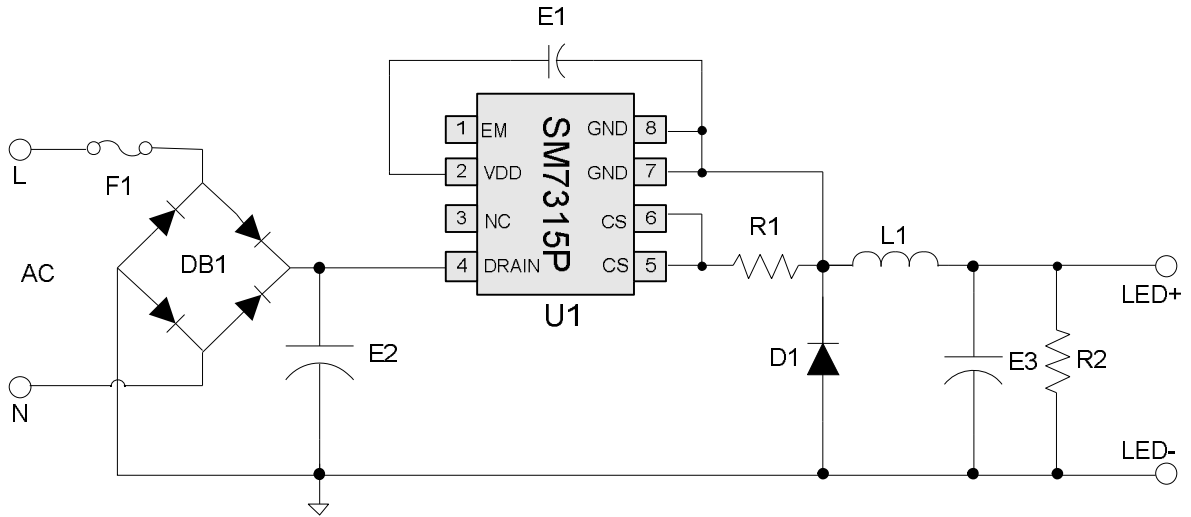 E1
1 EM
GND 8
2 VDD
GND 7
3 NC
CS 6
4 DRAIN
CS 5
SM7315P
U1
L
F1
AC
DB1
N
E2
R1
L1
D1
E3
R2
LED+
LED-